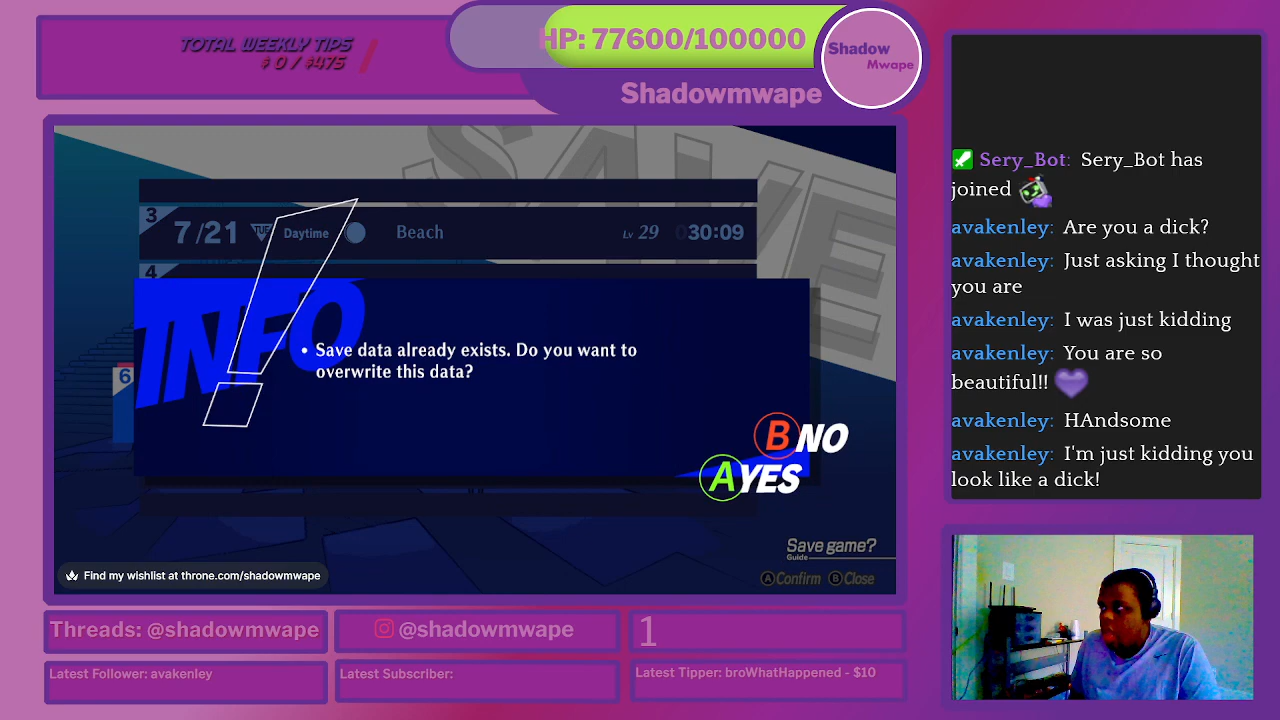 TOTAL WEEKLY TIPS
$ 0 / $475
HP: 77600/100000
Shadow
Mwape
Shadowmwape
SAVE
3
7/21 TUE Daytime Beach Lv 29 030:09
4
6
INFO
• Save data already exists. Do you want to
overwrite this data?
B NO
A YES
Save game?
Guide
A Confirm B Close
Find my wishlist at throne.com/shadowmwape
Sery_Bot: Sery_Bot has
joined
avakenley: Are you a dick?
avakenley: Just asking I thought
you are
avakenley: I was just kidding
avakenley: You are so
beautiful!!
avakenley: HAndsome
avakenley: I'm just kidding you
look like a dick!
Threads: @shadowmwape
@shadowmwape
1
Latest Follower: avakenley
Latest Subscriber:
Latest Tipper: broWhatHappened - $10